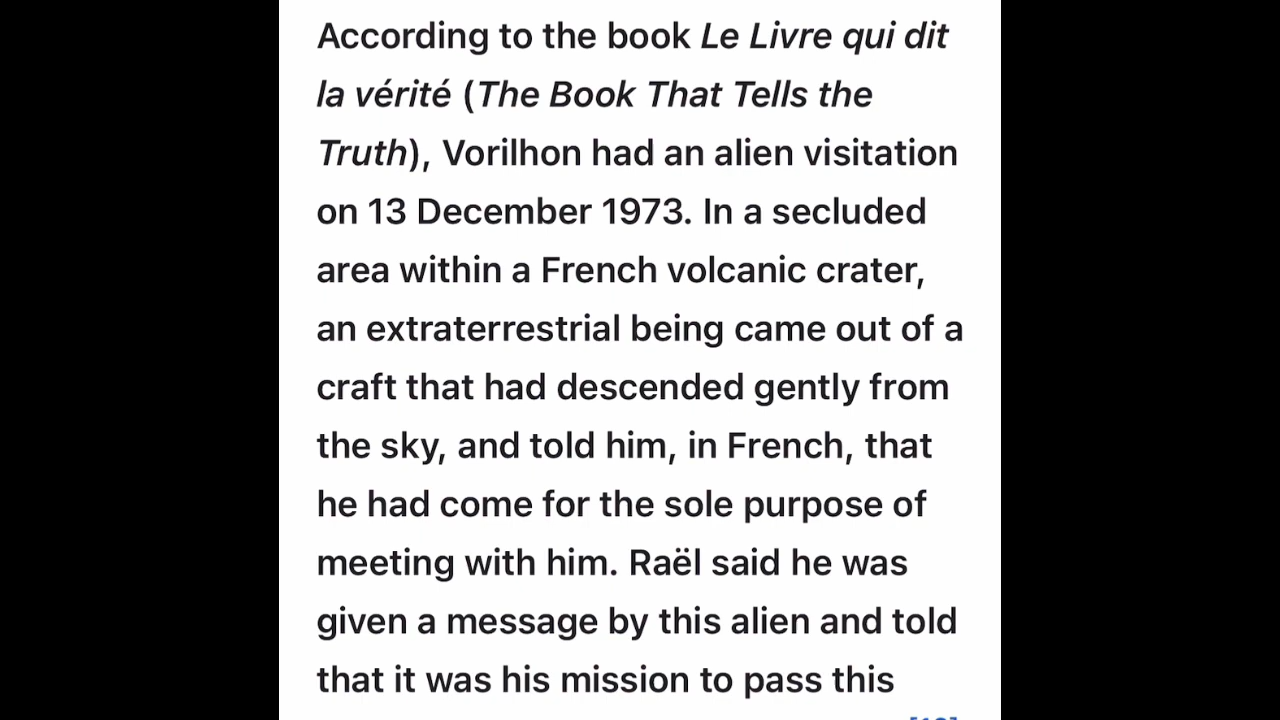 According to the book Le Livre qui dit
la vérité (The Book That Tells the
Truth), Vorilhon had an alien visitation
on 13 December 1973. In a secluded
area within a French volcanic crater,
an extraterrestrial being came out of a
craft that had descended gently from
the sky, and told him, in French, that
he had come for the sole purpose of
meeting with him. Raël said he was
given a message by this alien and told
that it was his mission to pass this